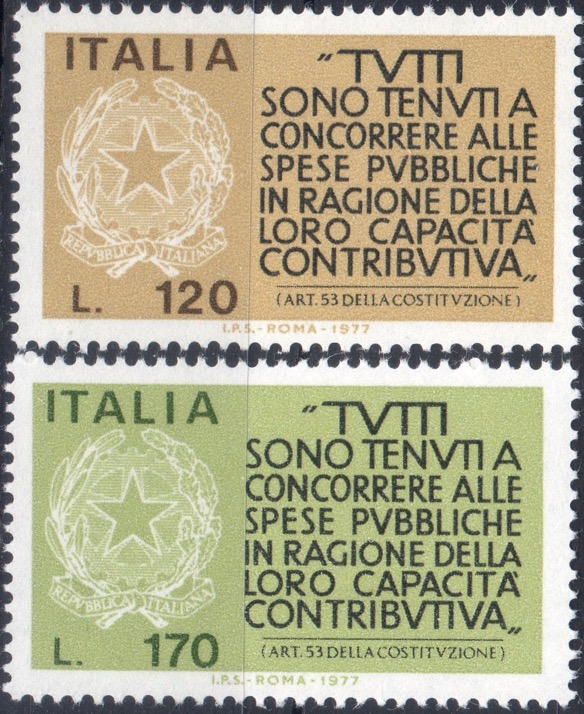 ITALIA
„TVTTI
SONO TENVTI A
CONCORRERE ALLE
SPESE PVBBLICHE
IN RAGIONE DELLA
LORO CAPACITÀ
CONTRIBVTIVA„
REPVBBLICA ITALIANA
L. 120
(ART. 53 DELLA COSTITVZIONE)
I.P.S. - ROMA - 1977
ITALIA
„TVTTI
SONO TENVTI A
CONCORRERE ALLE
SPESE PVBBLICHE
IN RAGIONE DELLA
LORO CAPACITÀ
CONTRIBVTIVA„
REPVBBLICA ITALIANA
L. 170
(ART. 53 DELLA COSTITVZIONE)
I.P.S. - ROMA - 1977